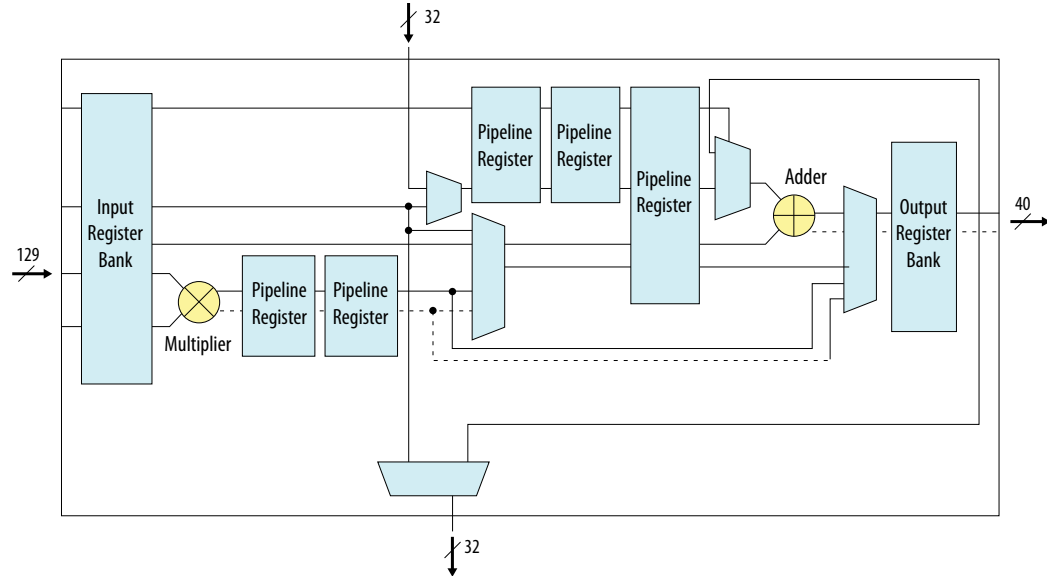 32
Pipeline
Register
Pipeline
Register
Pipeline
Register
Adder
Input
Register
Bank
Output
Register
Bank
40
129
Pipeline
Register
Pipeline
Register
Multiplier
32